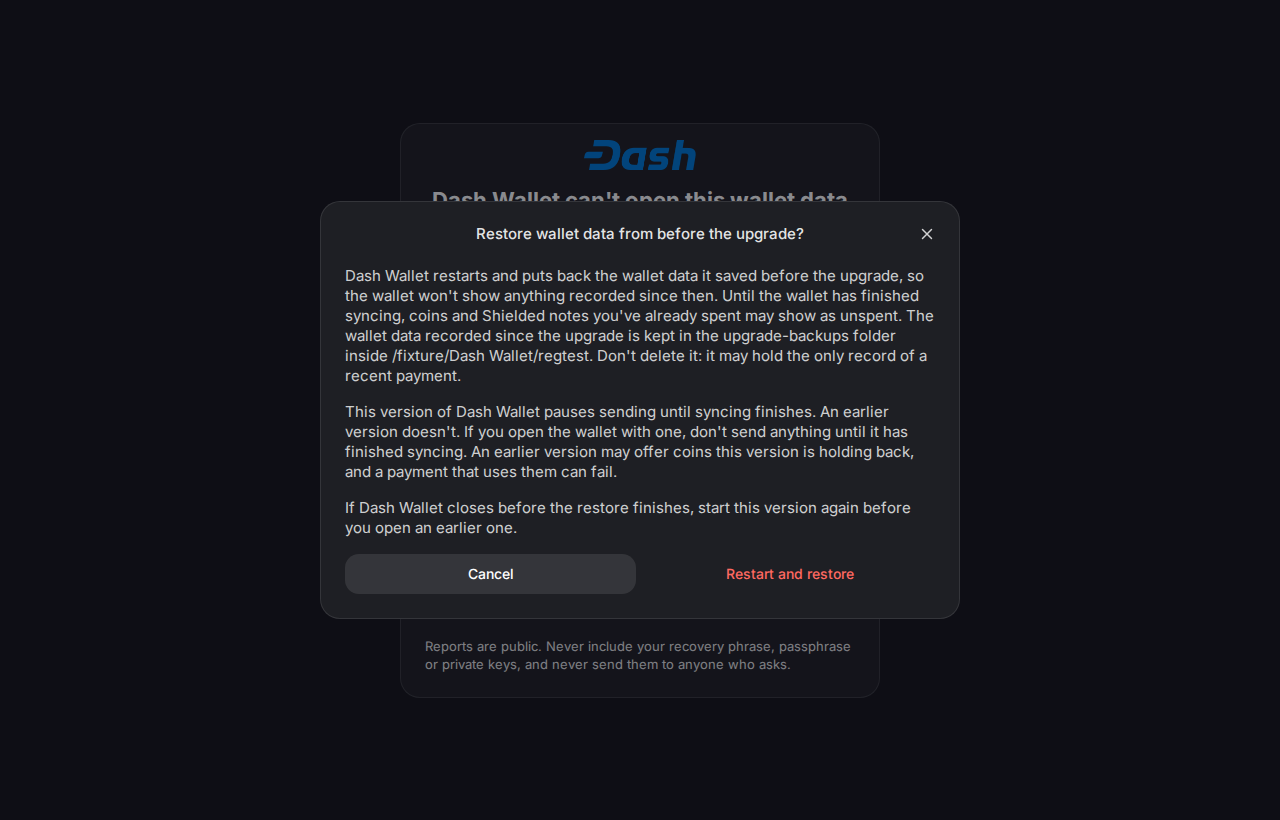 Dash
Dash Wallet can't open this wallet data
Restore wallet data from before the upgrade?
Dash Wallet restarts and puts back the wallet data it saved before the upgrade, so
the wallet won't show anything recorded since then. Until the wallet has finished
syncing, coins and Shielded notes you've already spent may show as unspent. The
wallet data recorded since the upgrade is kept in the upgrade-backups folder
inside /fixture/Dash Wallet/regtest. Don't delete it: it may hold the only record of a
recent payment.
This version of Dash Wallet pauses sending until syncing finishes. An earlier
version doesn't. If you open the wallet with one, don't send anything until it has
finished syncing. An earlier version may offer coins this version is holding back,
and a payment that uses them can fail.
If Dash Wallet closes before the restore finishes, start this version again before
you open an earlier one.
Cancel
Restart and restore
Reports are public. Never include your recovery phrase, passphrase
or private keys, and never send them to anyone who asks.